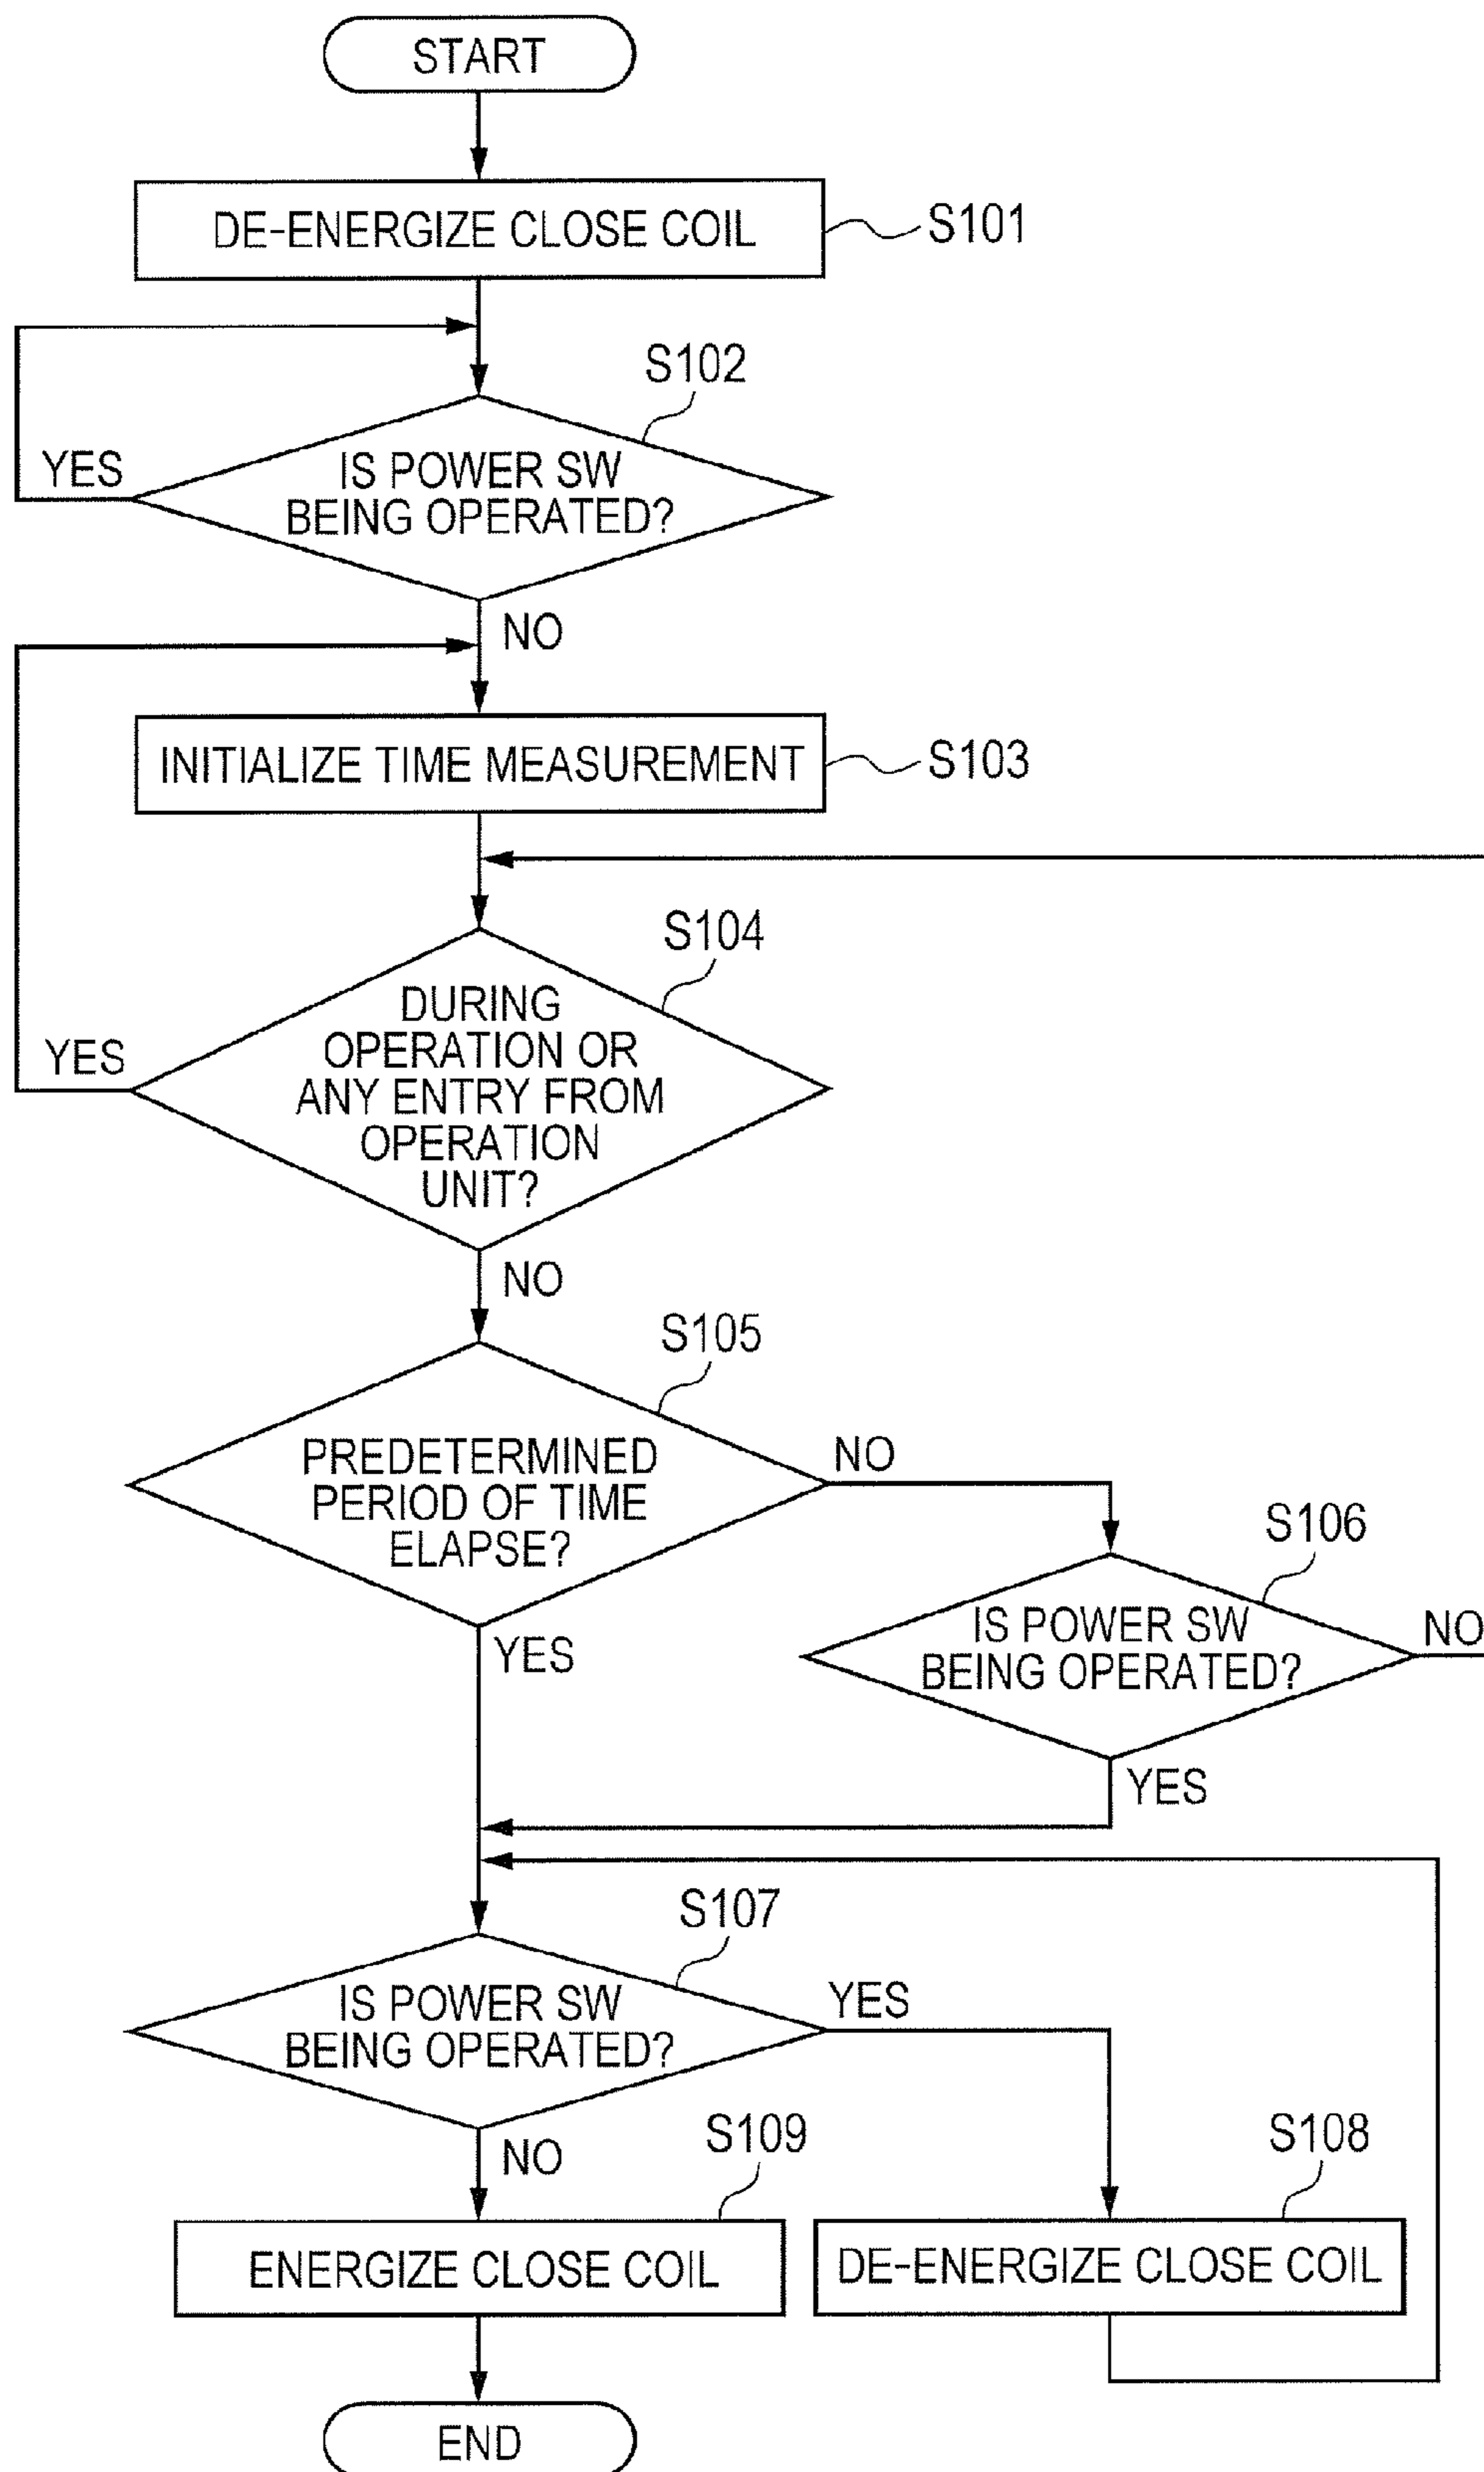 START
DE-ENERGIZE CLOSE COIL
S101
S102
YES
IS POWER SW
BEING OPERATED?
NO
INITIALIZE TIME MEASUREMENT
S103
S104
YES
DURING
OPERATION OR
ANY ENTRY FROM
OPERATION
UNIT?
NO
S105
PREDETERMINED
PERIOD OF TIME
ELAPSE?
NO
S106
IS POWER SW
BEING OPERATED?
NO
YES
YES
S107
IS POWER SW
BEING OPERATED?
YES
NO
S109
S108
ENERGIZE CLOSE COIL
DE-ENERGIZE CLOSE COIL
END